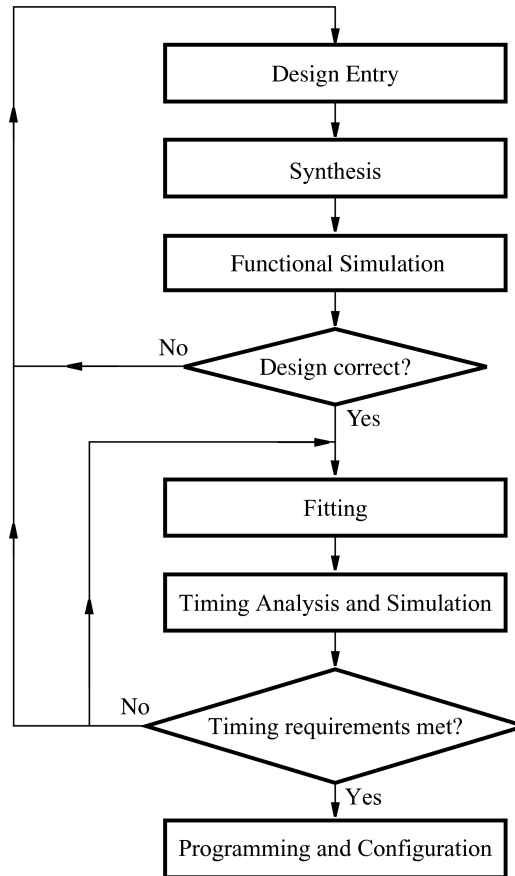 Design Entry
Synthesis
Functional Simulation
No
Design correct?
Yes
Fitting
Timing Analysis and Simulation
No
Timing requirements met?
Yes
Programming and Configuration